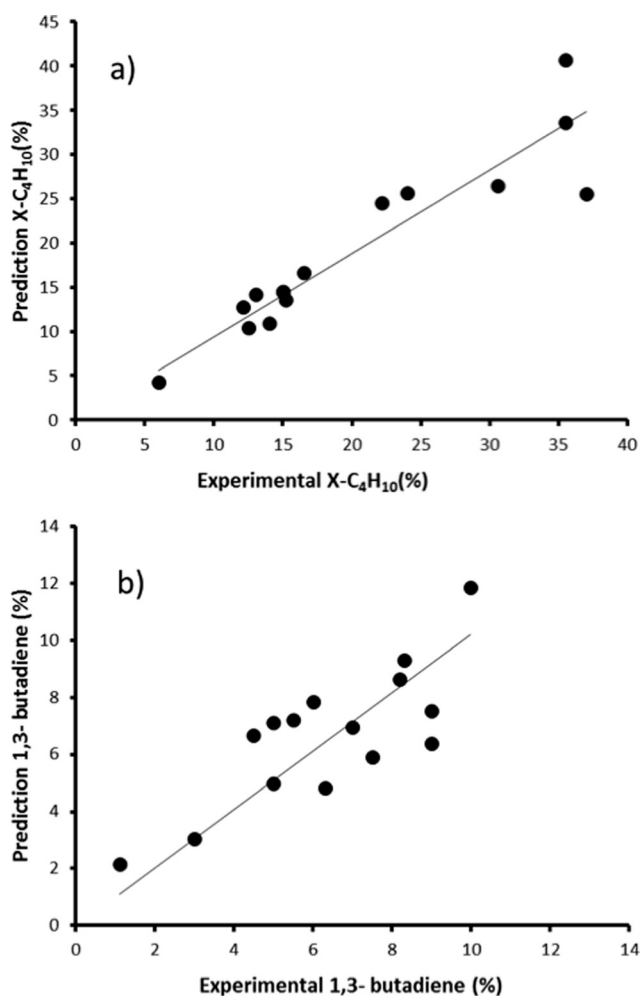 a)
Prediction X-C₄H₁₀(%)
45
40
35
30
25
20
15
10
5
0
0 5 10 15 20 25 30 35 40
Experimental X-C₄H₁₀(%)
b)
Prediction 1,3- butadiene (%)
14
12
10
8
6
4
2
0
0 2 4 6 8 10 12 14
Experimental 1,3- butadiene (%)